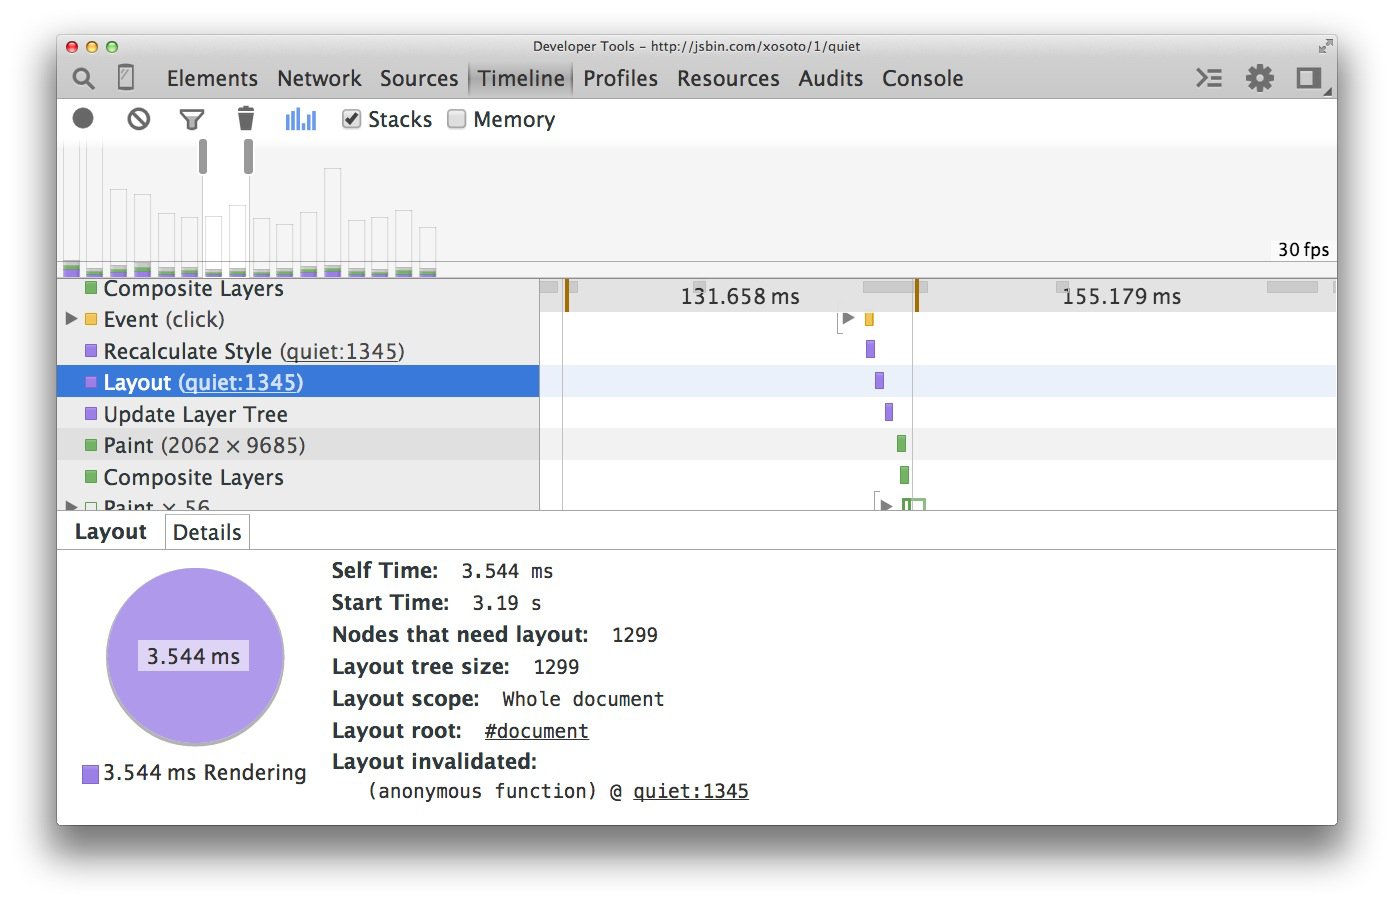 Developer Tools - http://jsbin.com/xosoto/1/quiet
Elements Network Sources Timeline Profiles Resources Audits Console
Stacks Memory
30 fps
Composite Layers
131.658 ms 155.179 ms
Event (click)
Recalculate Style (quiet:1345)
Layout (quiet:1345)
Update Layer Tree
Paint (2062 × 9685)
Composite Layers
Paint × 56
Layout Details
3.544 ms
3.544 ms Rendering
Self Time: 3.544 ms
Start Time: 3.19 s
Nodes that need layout: 1299
Layout tree size: 1299
Layout scope: Whole document
Layout root: #document
Layout invalidated:
(anonymous function) @ quiet:1345